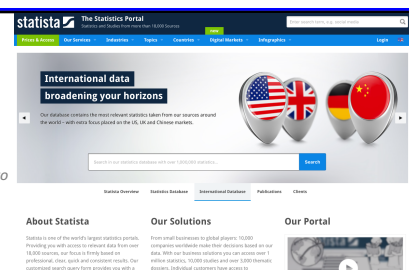 statista
The Statistics Portal
Statistics and Studies from more than 18,000 Sources
Enter search term, e.g. social media
NEW
Prices & Access Our Services Industries Topics Countries Digital Markets Infographics Login
International data
broadening your horizons
Our database contains the most relevant statistics taken from our sources around
the world – with extra focus placed on the US, UK and Chinese markets.
Search in our statistics database with over 1,000,000 statistics... Search
o
Statista Overview Statistics Database International Database Publications Clients
About Statista
Statista is one of the world's largest statistics portals.
Providing you with access to relevant data from over
18,000 sources, our focus is firmly based on
professional, clear, quick and consistent results. Our
customised search query form provides you with a
Our Solutions
From small businesses to global players: 10,000
companies worldwide make their decisions based on our
data. With our business solutions you can access over 1
million statistics, 10,000 studies and over 3,000 thematic
dossiers. Individual customers have access to
Our Portal